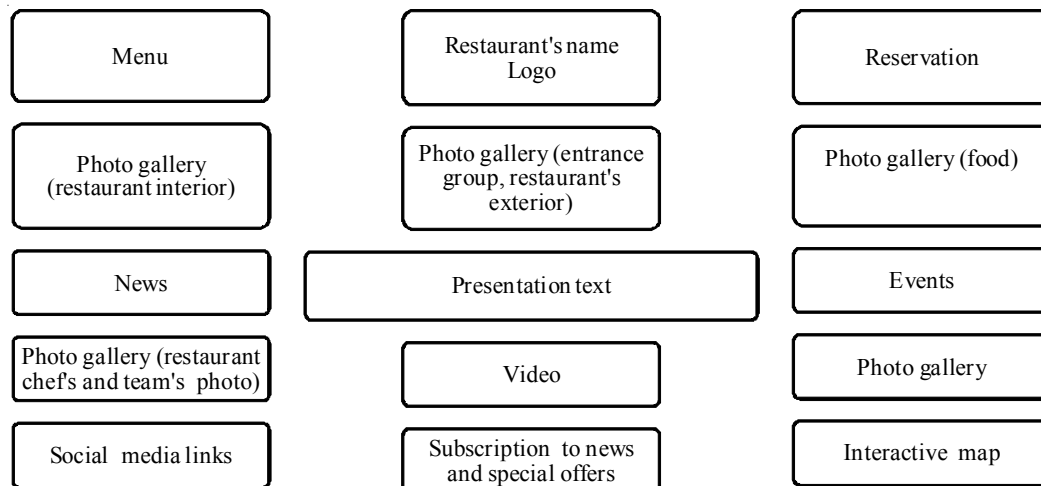 Menu
Restaurant's name
Logo
Reservation
Photo gallery
(restaurant interior)
Photo gallery (entrance
group, restaurant's
exterior)
Photo gallery (food)
News
Presentation text
Events
Photo gallery (restaurant
chef's and team's photo)
Video
Photo gallery
Social media links
Subscription to news
and special offers
Interactive map